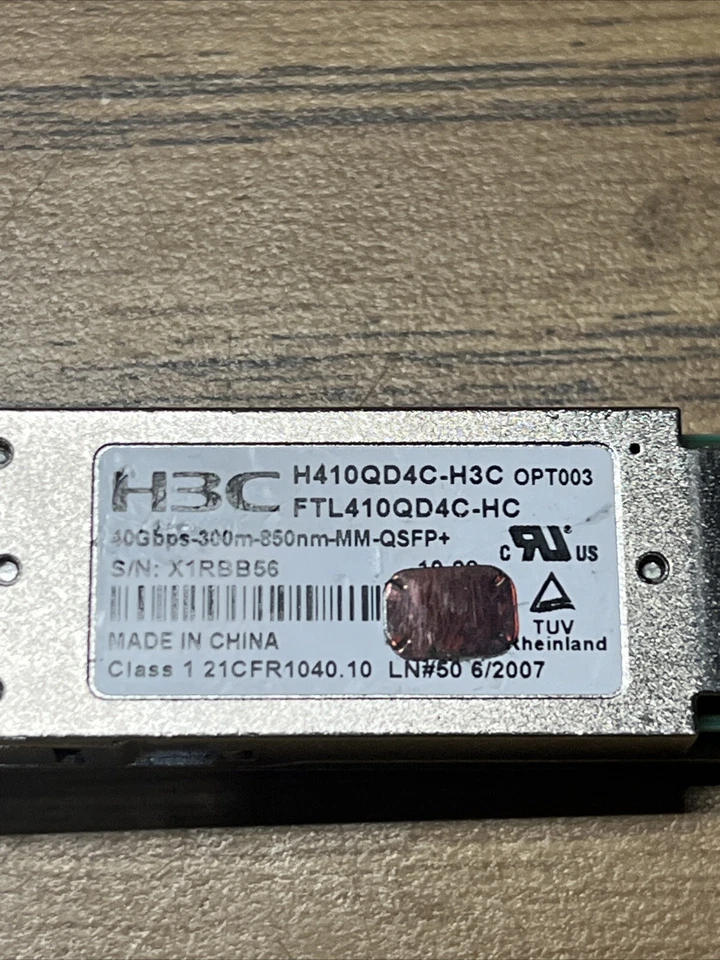 H3C H410QD4C-H3C OPT003
FTL410QD4C-HC
40Gbps-300m-850nm-MM-QSFP+
S/N: X1RBB56
c RU ® US
MADE IN CHINA
TUV
Rheinland
Class 1 21CFR1040.10 LN#50 6/2007